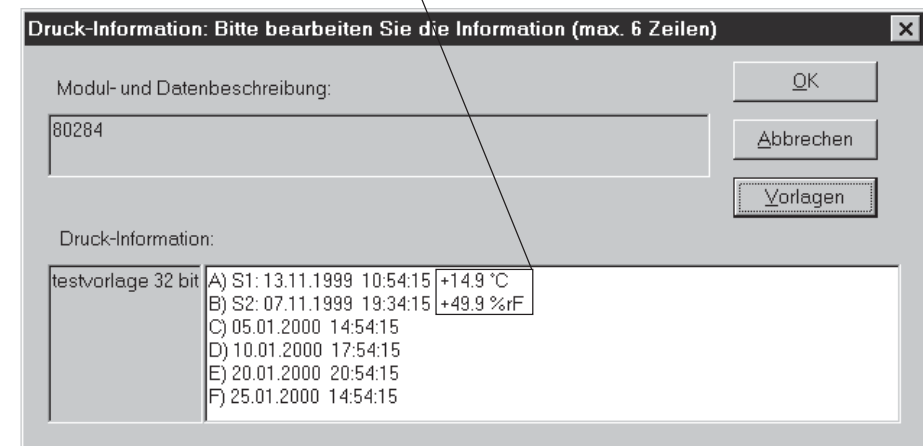 Druck-Information: Bitte bearbeiten Sie die Information (max. 6 Zeilen)
Modul- und Datenbeschreibung:
OK
80284
Abbrechen
Vorlagen
Druck-Information:
testvorlage 32 bit A) S1: 13.11.1999 10:54:15 +14.9 °C
B) S2: 07.11.1999 19:34:15 +49.9 %rF
C) 05.01.2000 14:54:15
D) 10.01.2000 17:54:15
E) 20.01.2000 20:54:15
F) 25.01.2000 14:54:15